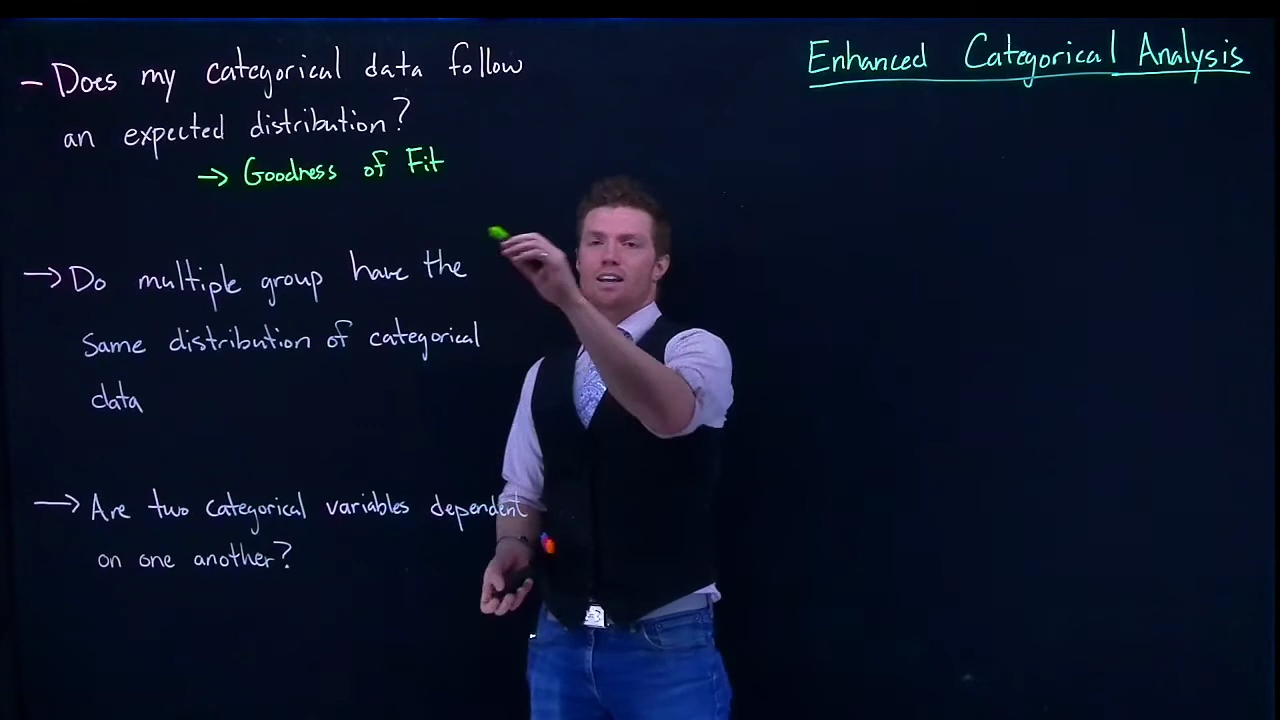 - Does my categorical data follow
an expected distribution?
→ Goodness of Fit
→ Do multiple group have the
same distribution of categorical
data
→ Are two categorical variables dependent
on one another?
Enhanced Categorical Analysis